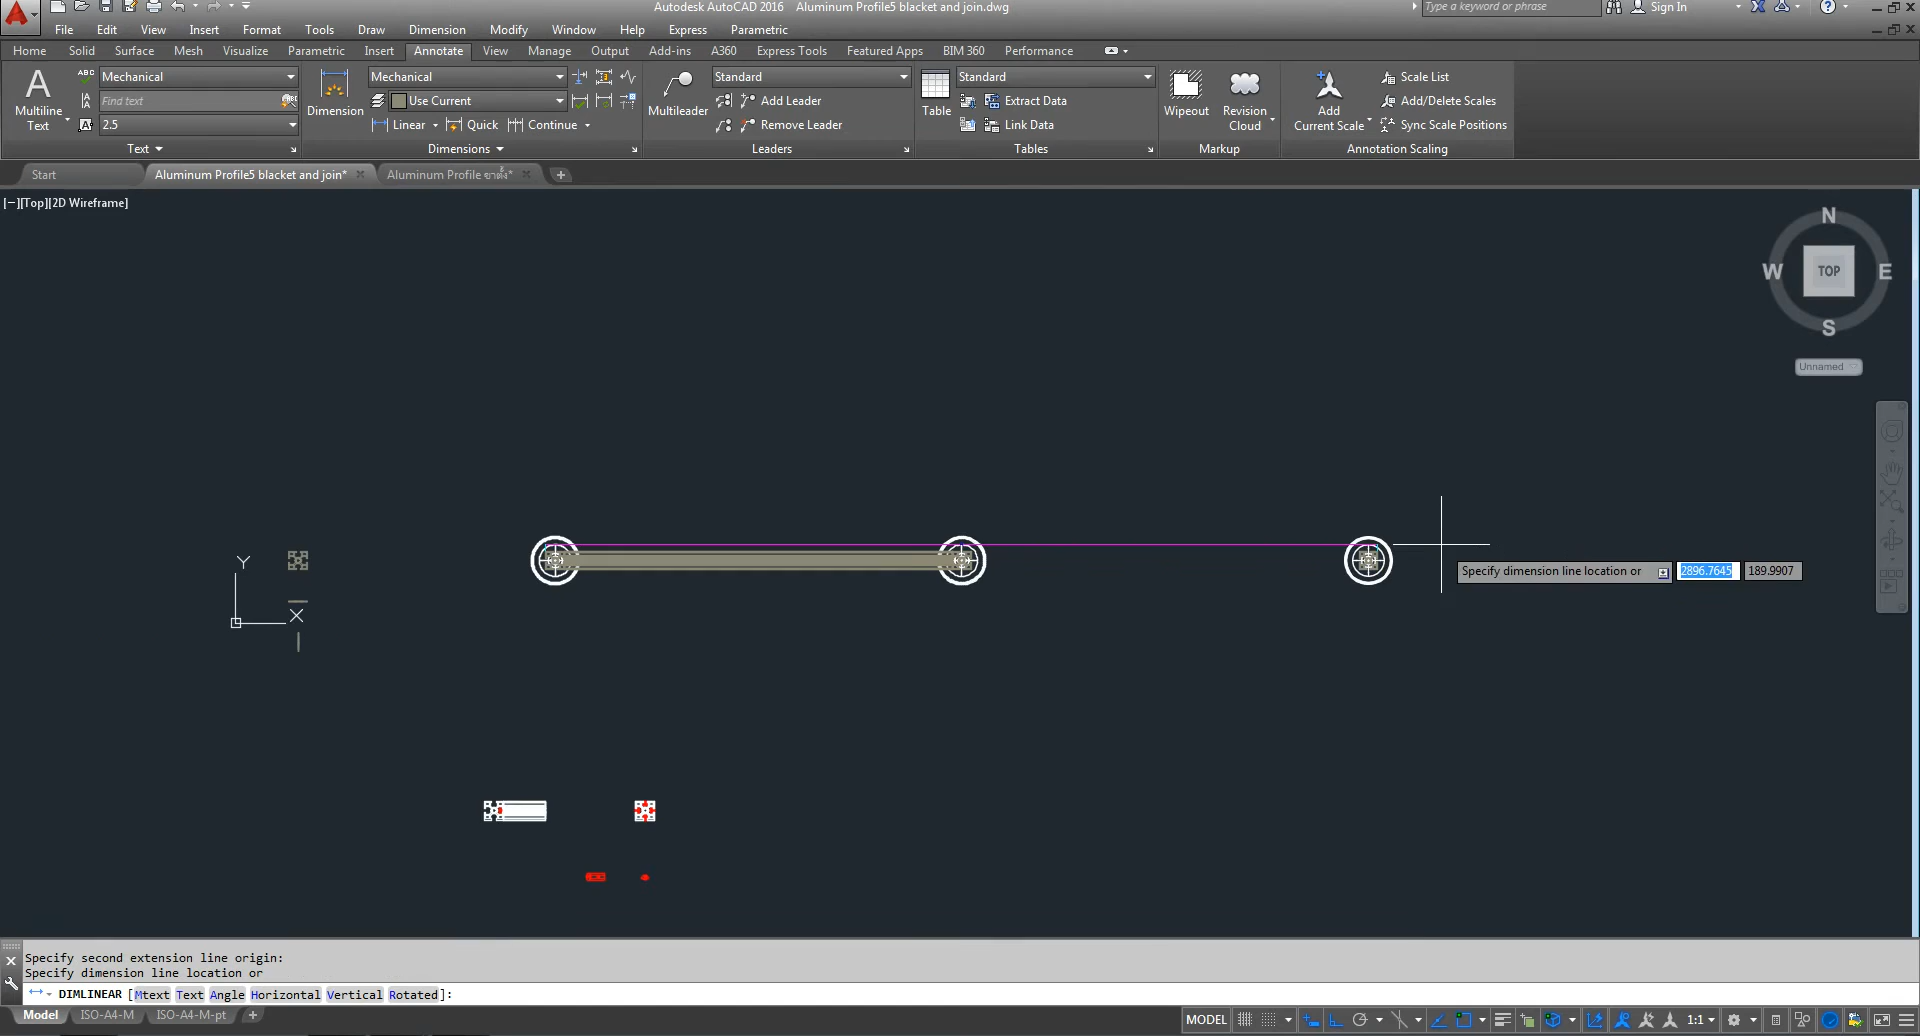 Autodesk AutoCAD 2016 Aluminum Profile5 blacket and join.dwg
Type a keyword or phrase
Sign In
File Edit View Insert Format Tools Draw Dimension Modify Window Help Express Parametric
Home Solid Surface Mesh Visualize Parametric Insert Annotate View Manage Output Add-ins A360 Express Tools Featured Apps BIM 360 Performance
Multiline
Text
ABC
Mechanical
Find text
2.5
Text
Dimension
Mechanical
Use Current
Linear Quick Continue
Dimensions
Multileader
Standard
Add Leader
Remove Leader
Leaders
Table
Standard
Extract Data
Link Data
Tables
Wipeout
Revision
Cloud
Markup
Add
Current Scale
Scale List
Add/Delete Scales
Sync Scale Positions
Annotation Scaling
Start
Aluminum Profile5 blacket and join*
Aluminum Profile ขาตั้ง*
[−][Top][2D Wireframe]
N
W TOP E
S
Unnamed
Y
X
Specify dimension line location or 2896.7645 189.9907
Specify second extension line origin:
Specify dimension line location or
DIMLINEAR [Mtext Text Angle Horizontal Vertical Rotated]:
Model ISO-A4-M ISO-A4-M-pt
MODEL
1:1